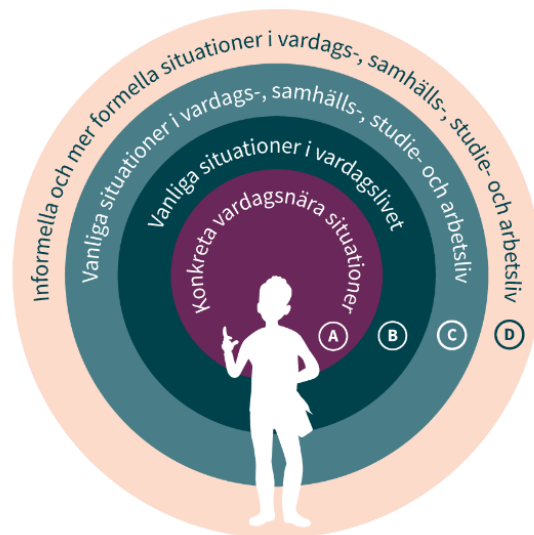 Informella och mer formella situationer i vardags-, samhälls-, studie- och arbetsliv
Vanliga situationer i vardags-, samhälls-, studie- och arbetsliv
Vanliga situationer i vardagslivet
Konkreta vardagsnära situationer
A B C D